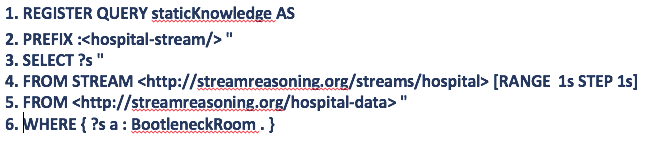 1. REGISTER QUERY staticKnowledge AS
2. PREFIX :<hospital-stream/> "
3. SELECT ?s "
4. FROM STREAM <http://streamreasoning.org/streams/hospital> [RANGE 1s STEP 1s]
5. FROM <http://streamreasoning.org/hospital-data> "
6. WHERE { ?s a : BootleneckRoom . }